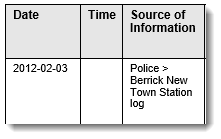 Date Time Source of
Information
2012-02-03 Police >
Berrick New
Town Station
log